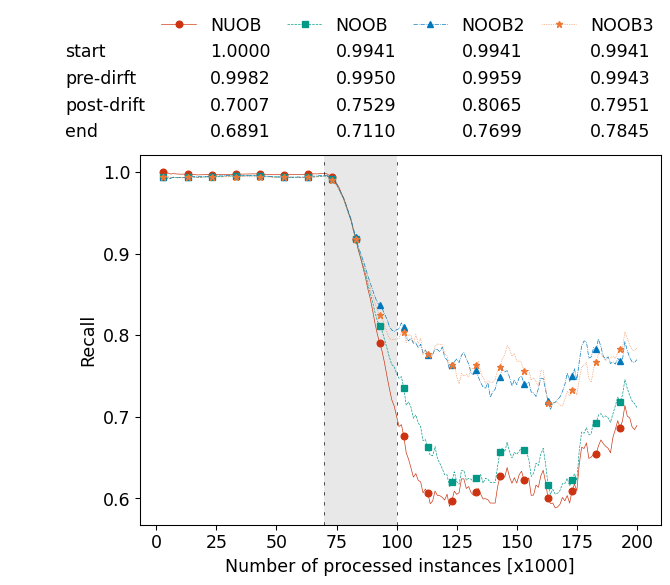 NUOB NOOB NOOB2 NOOB3
start 1.0000 0.9941 0.9941 0.9941
pre-dirft 0.9982 0.9950 0.9959 0.9943
post-drift 0.7007 0.7529 0.8065 0.7951
end 0.6891 0.7110 0.7699 0.7845
1.0
0.9
0.8
0.7
0.6
Recall
0 25 50 75 100 125 150 175 200
Number of processed instances [x1000]